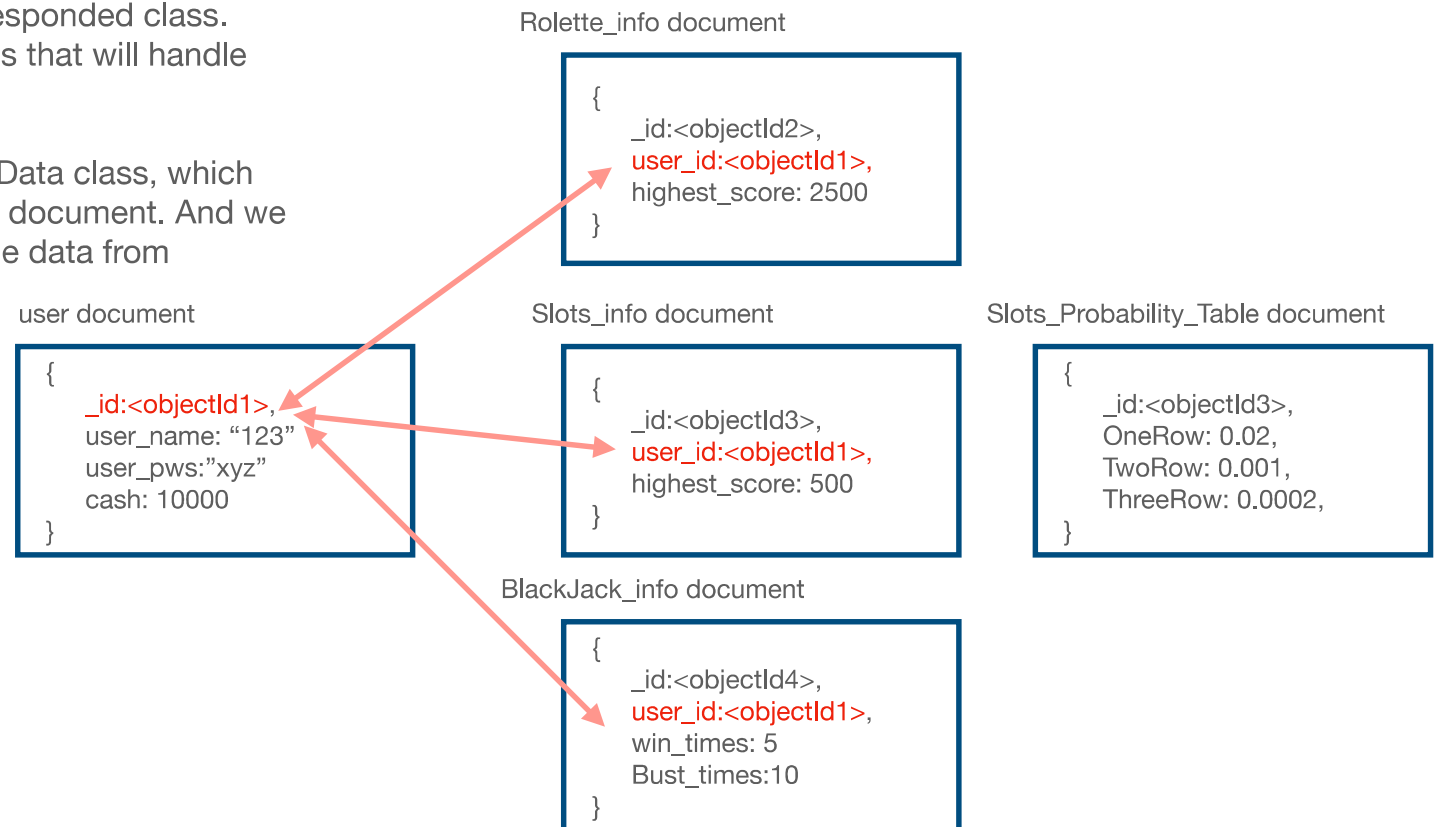 esponded class.
s that will handle
Data class, which
document. And we
e data from
Rolette_info document
{
_id:<objectId2>,
user_id:<objectId1>,
highest_score: 2500
}
user document
{
_id:<objectId1>,
user_name: “123”
user_pws:”xyz”
cash: 10000
}
Slots_info document
{
_id:<objectId3>,
user_id:<objectId1>,
highest_score: 500
}
Slots_Probability_Table document
{
_id:<objectId3>,
OneRow: 0.02,
TwoRow: 0.001,
ThreeRow: 0.0002,
}
BlackJack_info document
{
_id:<objectId4>,
user_id:<objectId1>,
win_times: 5
Bust_times:10
}